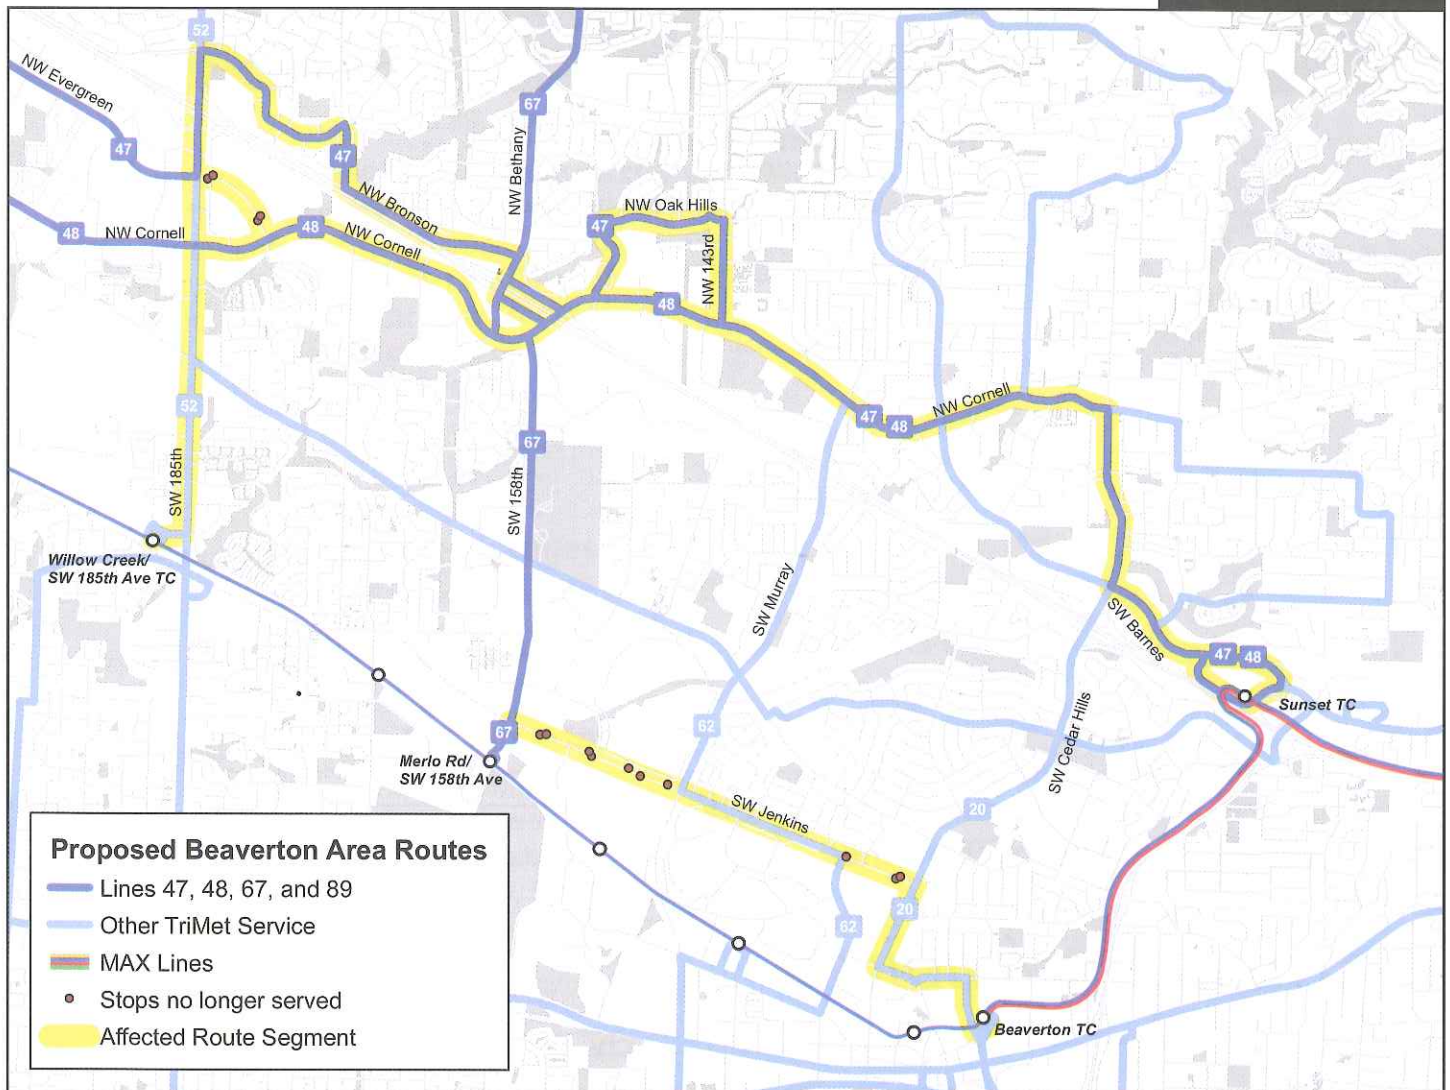 52
NW Evergreen
67
47
47
NW Bethany
NW Bronson
NW Oak Hills
47
48
NW Cornell
48
NW Cornell
NW 143rd
48
52
47
48
NW Cornell
67
SW 185th
SW 158th
Willow Creek/
SW 185th Ave TC
SW Murray
SW Barnes
47
48
Sunset TC
62
67
Merlo Rd/
SW 158th Ave
SW Cedar Hills
SW Jenkins
20
20
62
Beaverton TC
Proposed Beaverton Area Routes
Lines 47, 48, 67, and 89
Other TriMet Service
MAX Lines
Stops no longer served
Affected Route Segment